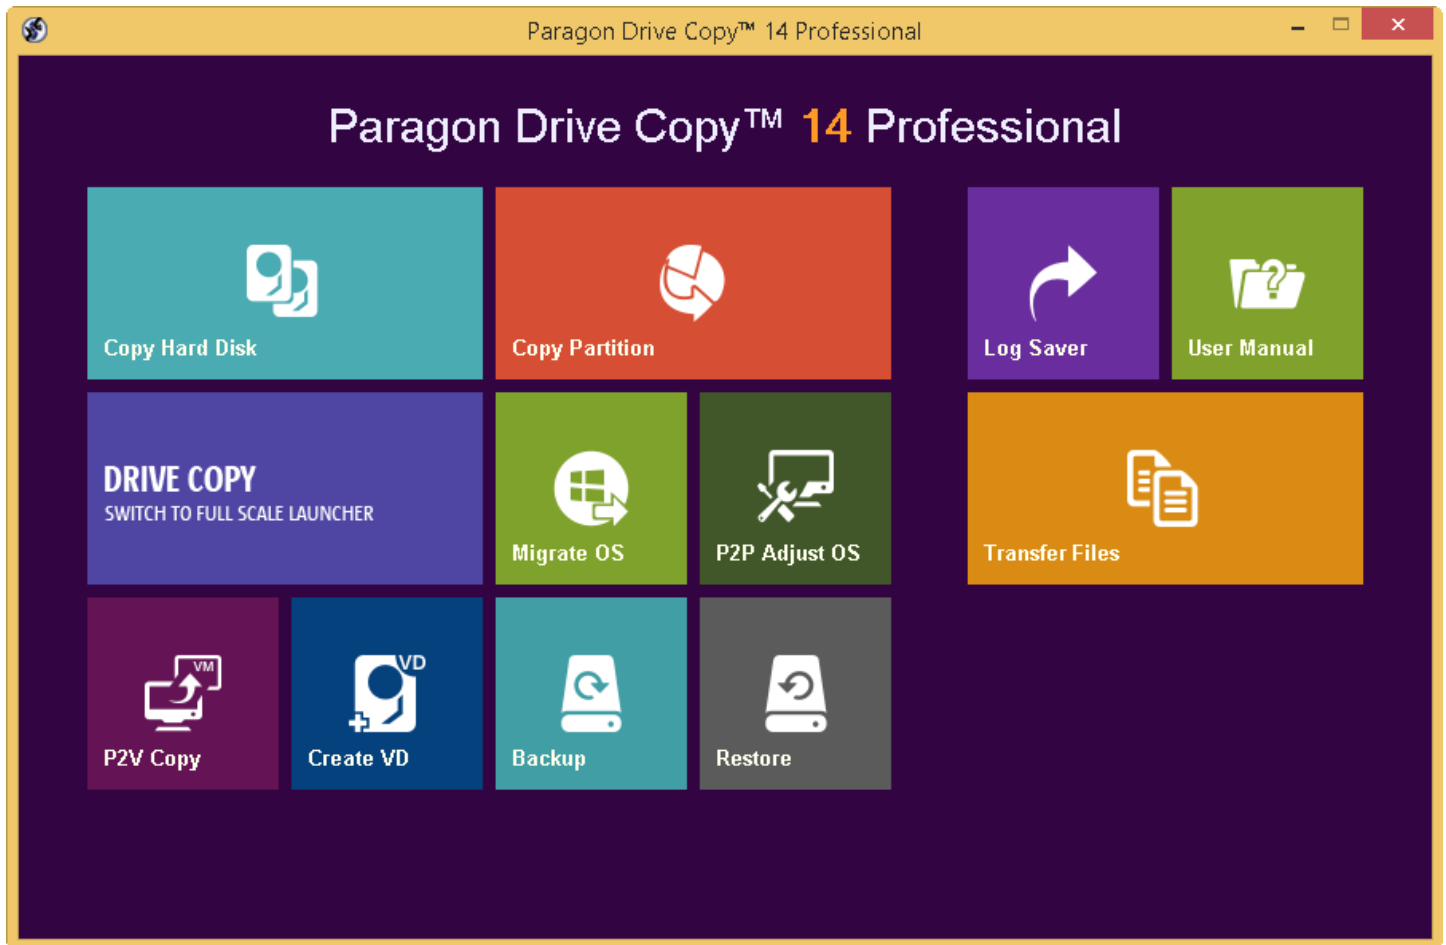 Paragon Drive Copy™ 14 Professional
Paragon Drive Copy™ 14 Professional
Copy Hard Disk
Copy Partition
Log Saver
User Manual
DRIVE COPY
SWITCH TO FULL SCALE LAUNCHER
Migrate OS
P2P Adjust OS
Transfer Files
VM
P2V Copy
VD
Create VD
Backup
Restore